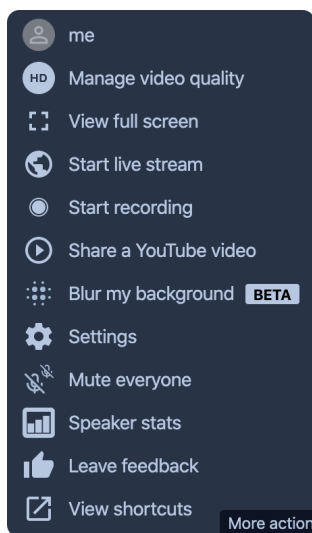 me
HD Manage video quality
View full screen
Start live stream
Start recording
Share a YouTube video
Blur my background BETA
Settings
Mute everyone
Speaker stats
Leave feedback
View shortcuts
More action